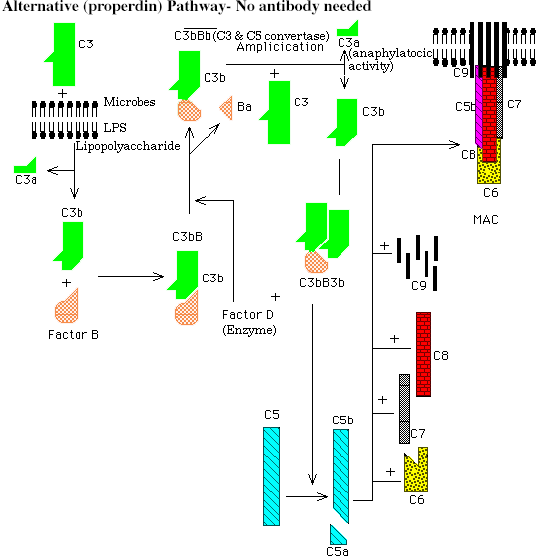 Alternative (properdin) Pathway- No antibody needed
C3bBb(C3 & C5 convertase)
Amplicication
C3a
(anaphylatocic
activity)
C3
C3b
+
+
C9
C5b
C7
Microbes
Ba
C3
C3b
LPS
Lipopolyaccharide
C8
C3a
C6
C3b
MAC
C3bB
+
C9
C3b
C3bB3b
+
Factor B
Factor D
(Enzyme)
+
+
C8
C5
C5b
+
C7
+
C6
C5a